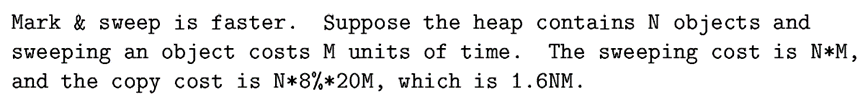 Mark & sweep is faster.  Suppose the heap contains N objects and
sweeping an object costs M units of time.  The sweeping cost is N*M,
and the copy cost is N*8%*20M, which is 1.6NM.